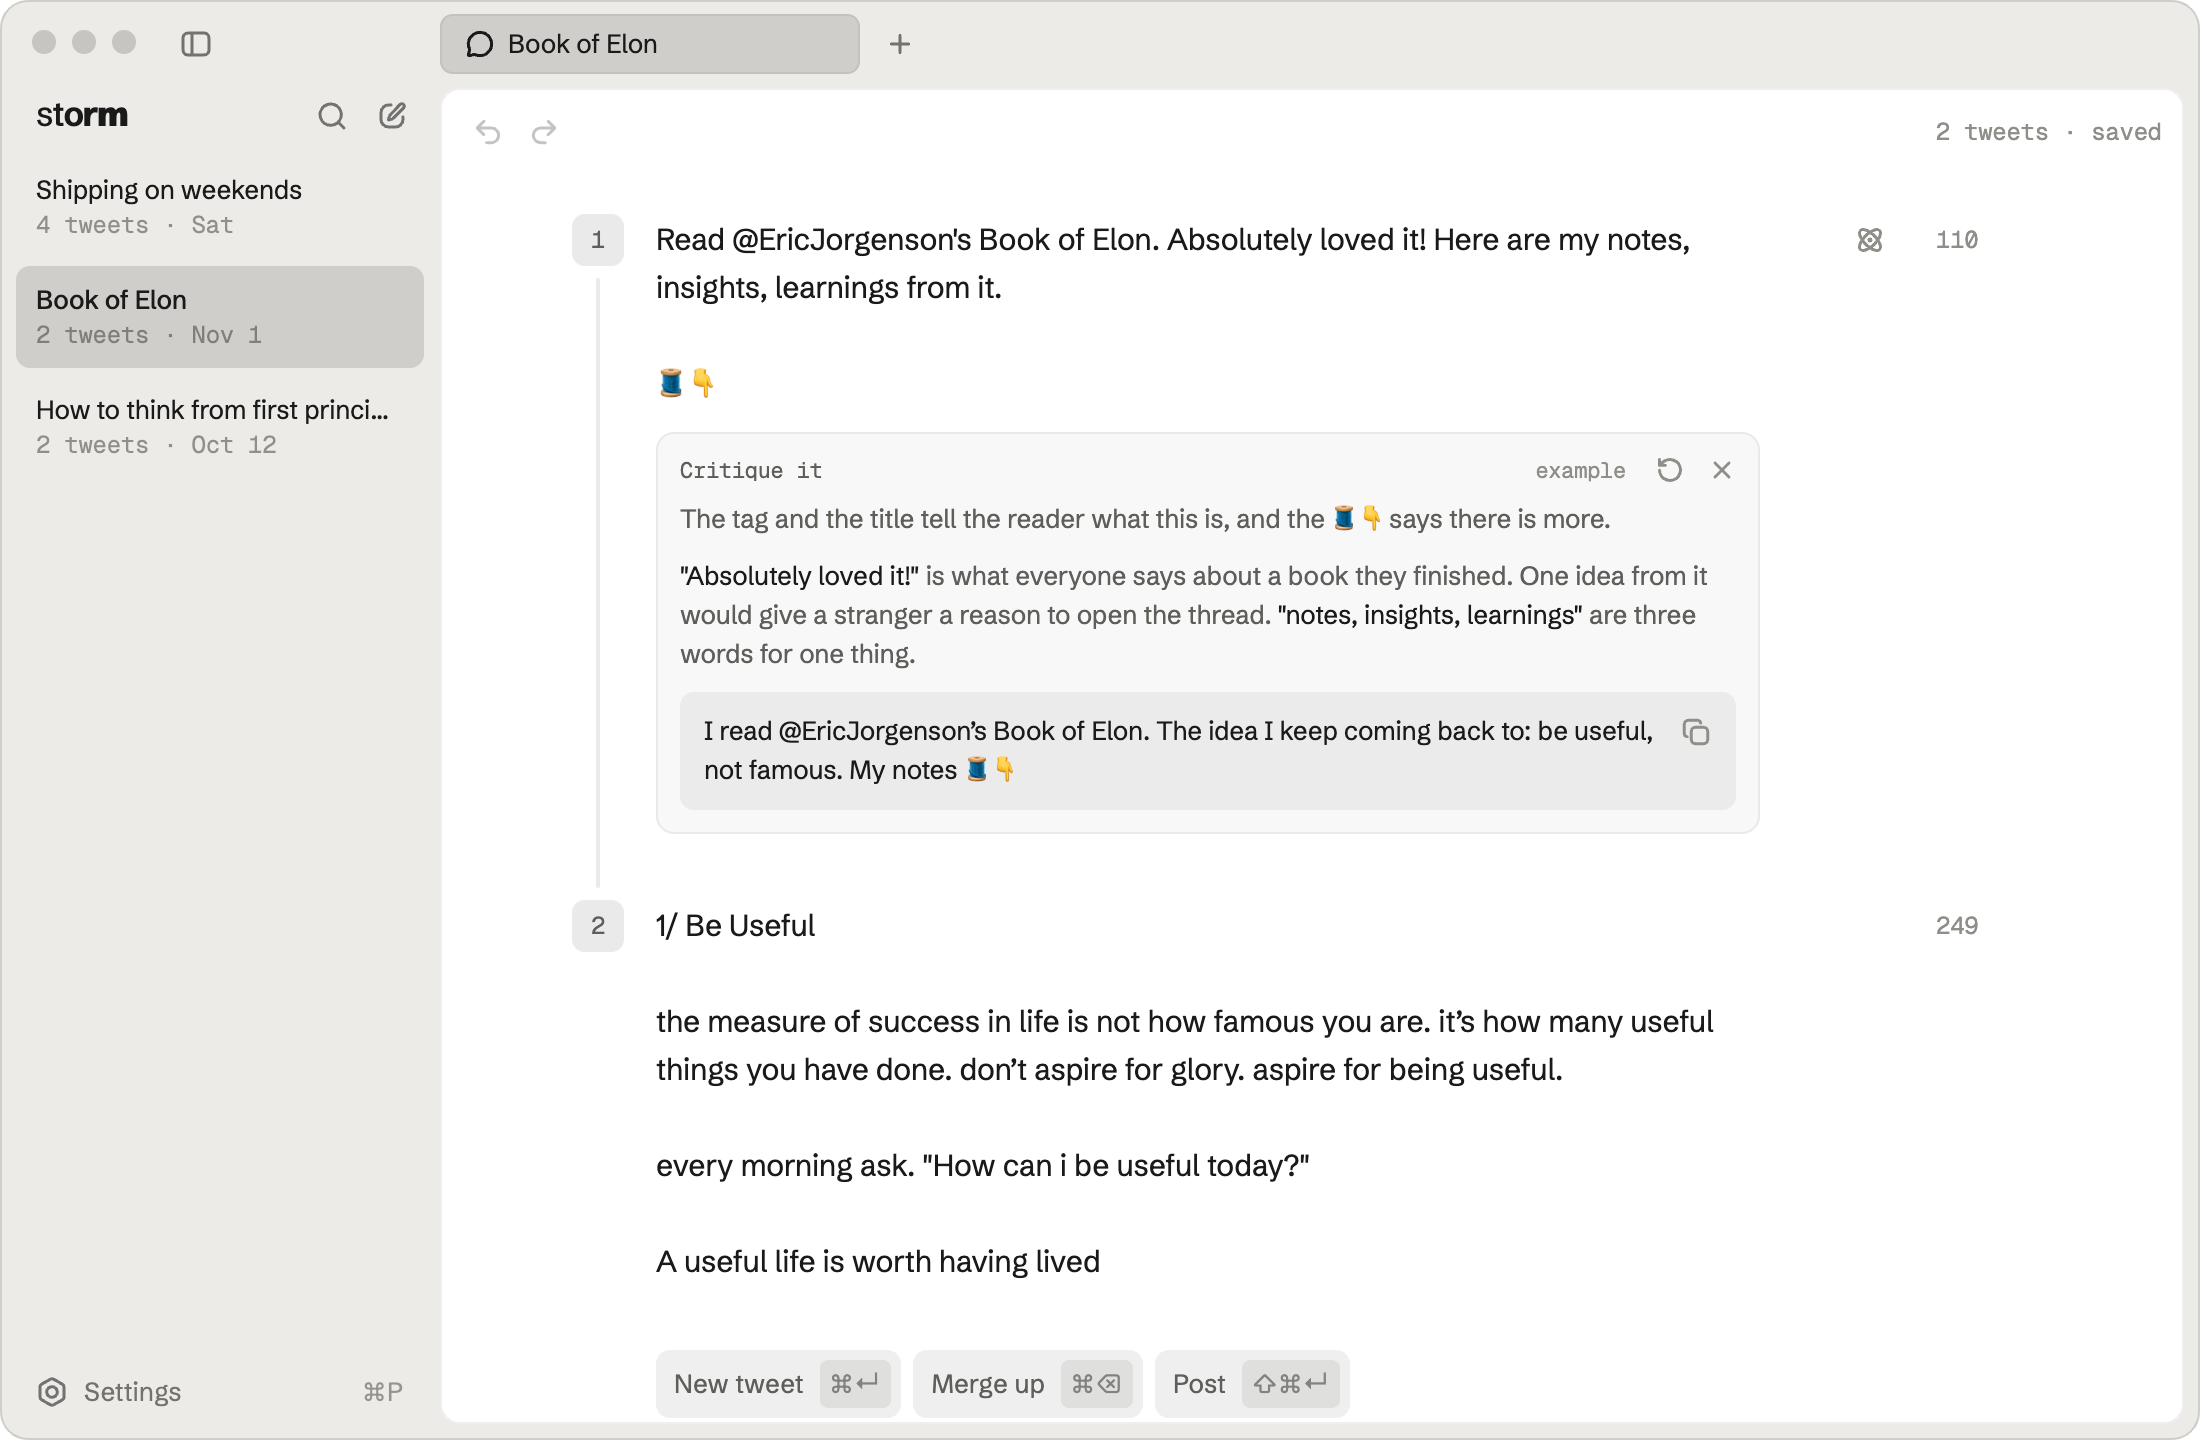 Book of Elon
storm
2 tweets · saved
Shipping on weekends
4 tweets · Sat
Book of Elon
2 tweets · Nov 1
How to think from first princi...
2 tweets · Oct 12
Settings ⌘P
1 Read @EricJorgenson's Book of Elon. Absolutely loved it! Here are my notes, 110
insights, learnings from it.
🧵👇
Critique it example
The tag and the title tell the reader what this is, and the 🧵👇 says there is more.
"Absolutely loved it!" is what everyone says about a book they finished. One idea from it
would give a stranger a reason to open the thread. "notes, insights, learnings" are three
words for one thing.
I read @EricJorgenson’s Book of Elon. The idea I keep coming back to: be useful,
not famous. My notes 🧵👇
2 1/ Be Useful 249
the measure of success in life is not how famous you are. it’s how many useful
things you have done. don’t aspire for glory. aspire for being useful.
every morning ask. "How can i be useful today?"
A useful life is worth having lived
New tweet ⌘↵ Merge up ⌘⌫ Post ⇧⌘↵